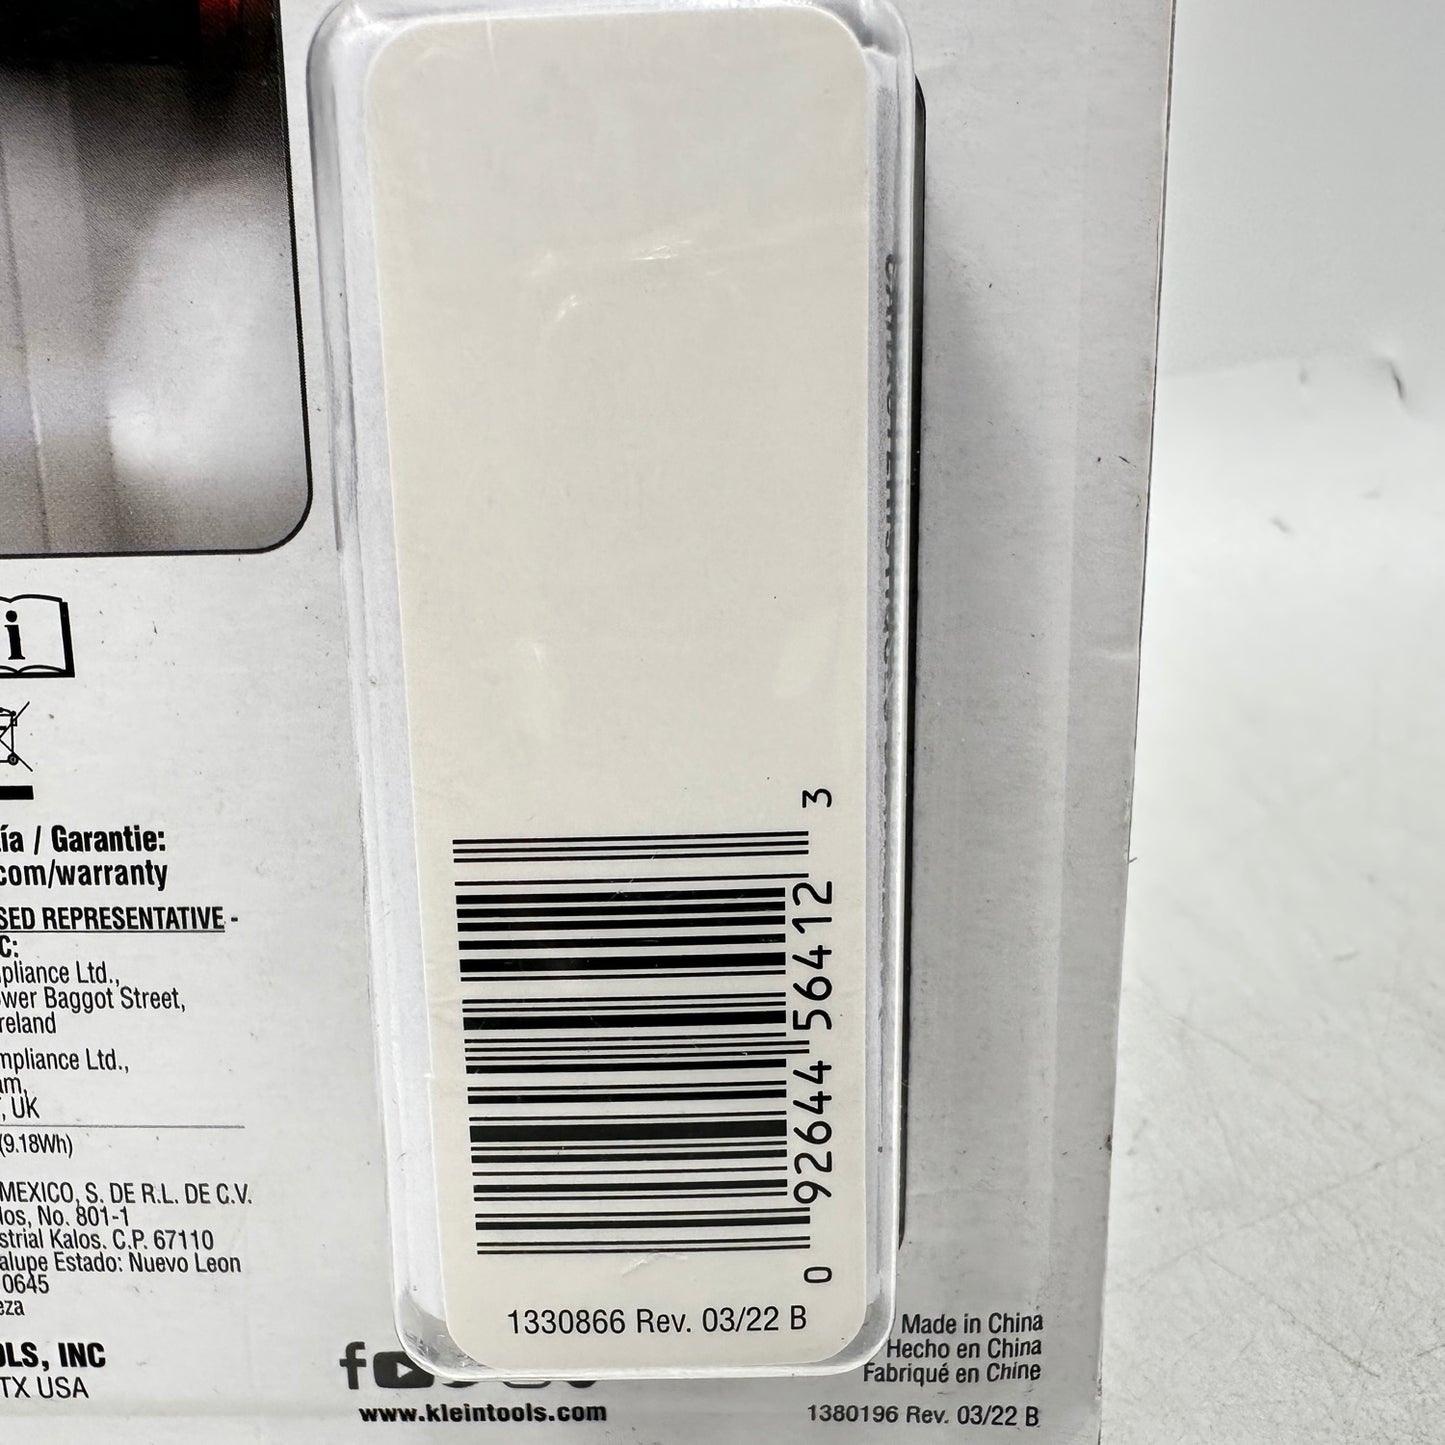 i
ía / Garantie:
com/warranty
SED REPRESENTATIVE -
C:
pliance Ltd.,
wer Baggot Street,
reland
mpliance Ltd.,
am,
, UK
(9.18Wh)
MEXICO, S. DE R.L. DE C.V.
los, No. 801-1
strial Kalos. C.P. 67110
alupe Estado: Nuevo Leon
0645
eza
OLS, INC
TX USA
0 92644 56412 3
1330866 Rev. 03/22 B
f
www.kleintools.com
Made in China
Hecho en China
Fabriqué en Chine
1380196 Rev. 03/22 B